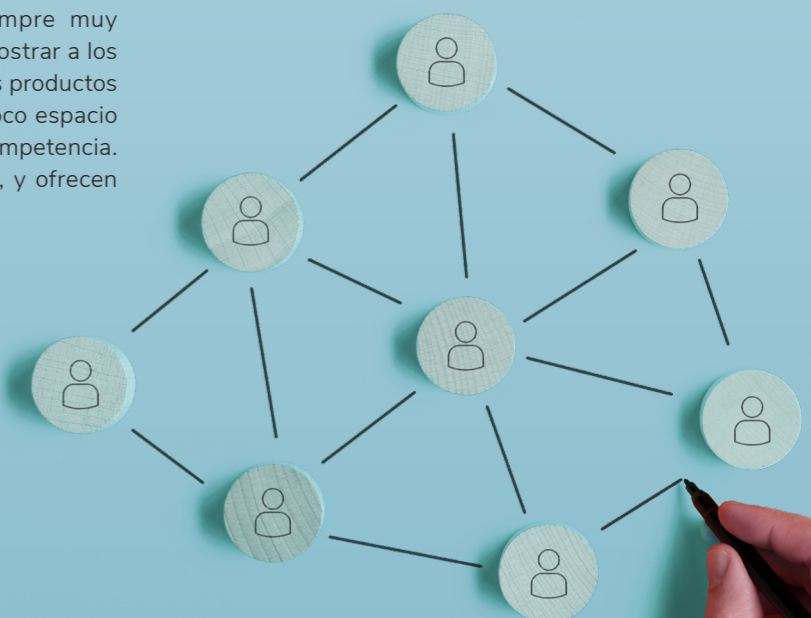 mpre muy
ostrar a los
s productos
oco espacio
mpetencia.
, y ofrecen